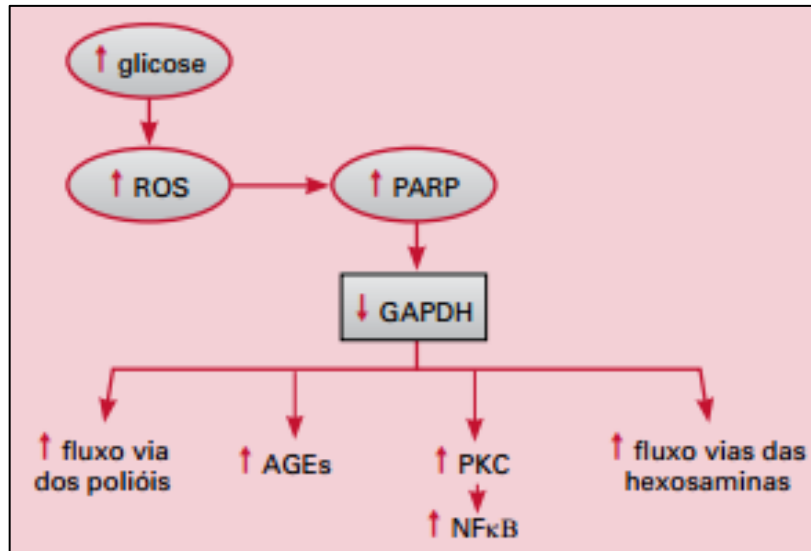 ↑ glicose
↑ ROS
↑ PARP
↓ GAPDH
↑ fluxo via
dos polióis
↑ AGEs
↑ PKC
↑ NFκB
↑ fluxo vias das
hexosaminas